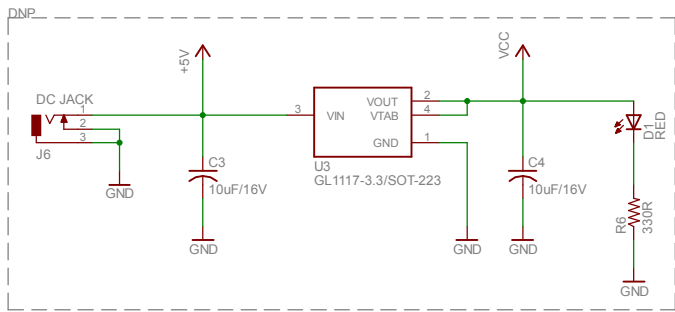 DNP
+5V
VCC
DC JACK
1
2
3
J6
GND
C3
10uF/16V
GND
3
VIN
VOUT
2
VTAB
4
GND
1
U3
GL1117-3.3/SOT-223
GND
C4
10uF/16V
GND
D1
RED
R6
330R
GND